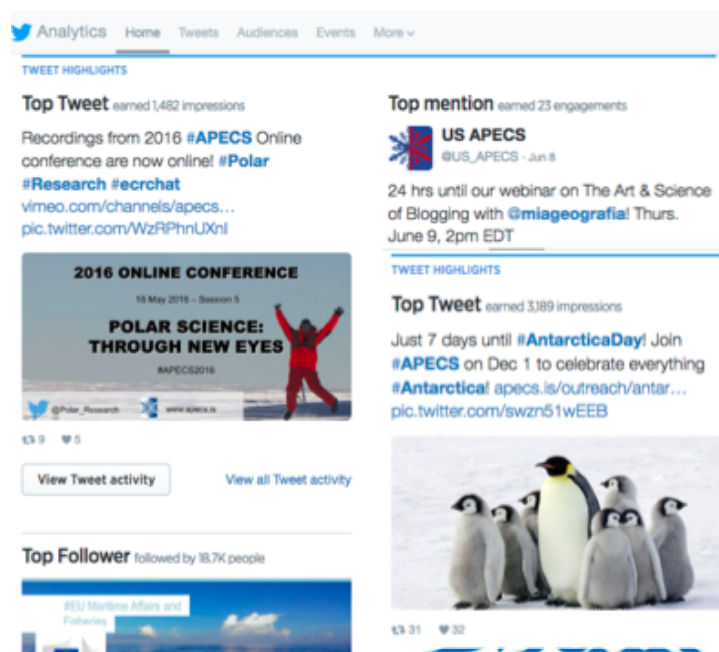 Analytics Home Tweets Audiences Events More
TWEET HIGHLIGHTS
Top Tweet earned 1,482 impressions
Recordings from 2016 #APECS Online
conference are now online! #Polar
#Research #ecrchat
vimeo.com/channels/apecs...
pic.twitter.com/WzRPhnUXnI
2016 ONLINE CONFERENCE
18 May 2016 – Session 5
POLAR SCIENCE:
THROUGH NEW EYES
#APECS2016
@Polar_Research www.apecs.is
9 5
View Tweet activity View all Tweet activity
Top Follower followed by 18.7K people
#EU Maritime Affairs and
Fisheries
Top mention earned 23 engagements
US APECS
@US_APECS · Jun 8
24 hrs until our webinar on The Art & Science
of Blogging with @miageografia! Thurs.
June 9, 2pm EDT
TWEET HIGHLIGHTS
Top Tweet earned 3,189 impressions
Just 7 days until #AntarcticaDay! Join
#APECS on Dec 1 to celebrate everything
#Antarctica! apecs.is/outreach/antar...
pic.twitter.com/swzn51wEEB
31 32